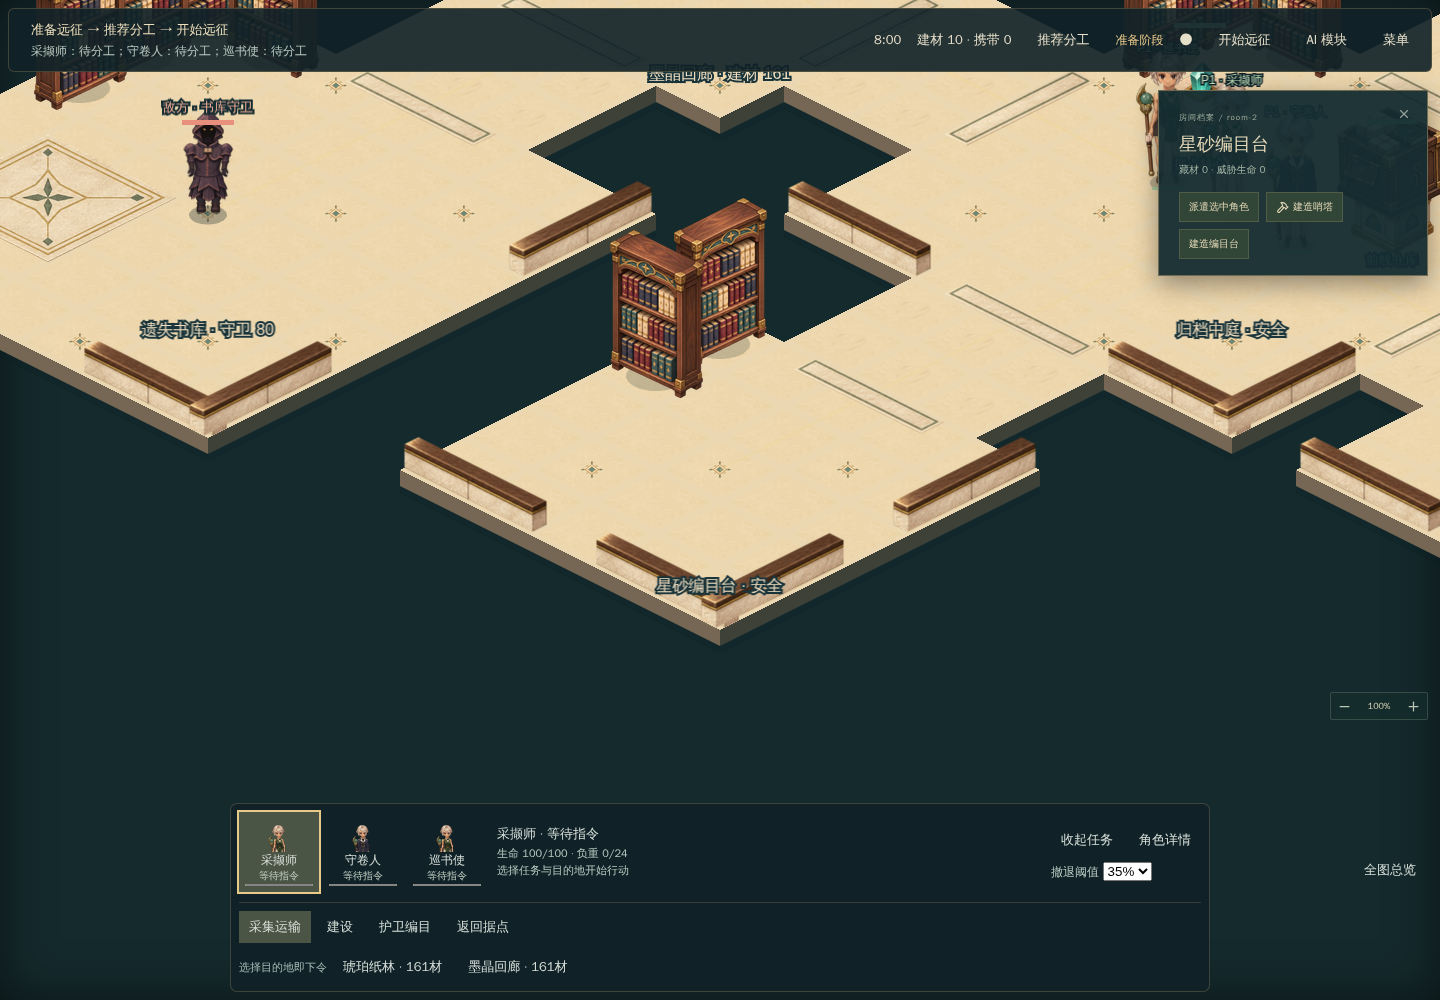 准备远征 → 推荐分工 → 开始远征
采撷师：待分工；守卷人：待分工；巡书使：待分工
8:00 建材 10 · 携带 0 推荐分工 准备阶段 开始远征 AI 模块 菜单
墨晶回廊 · 建材 161
P1 · 采撷师
敌方 · 书库守卫
房间档案 / room-2
星砂编目台
藏材 0 · 威胁生命 0
派遣选中角色 建造哨塔
建造编目台
遗失书库 · 守卫 80
归档中庭 · 安全
星砂编目台 · 安全
100%
采撷师
等待指令
守卷人
等待指令
巡书使
等待指令
采撷师 · 等待指令
生命 100/100 · 负重 0/24
选择任务与目的地开始行动
收起任务 角色详情
撤退阈值 35%
全图总览
采集运输 建设 护卫编目 返回据点
选择目的地即下令 琥珀纸林 · 161材 墨晶回廊 · 161材